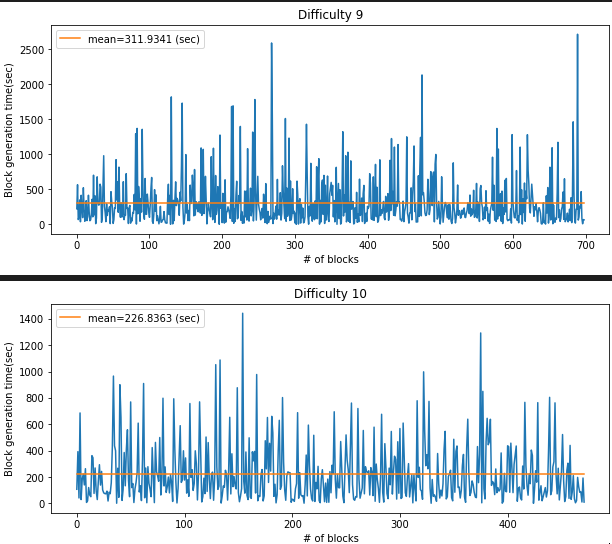 Difficulty 9
mean=311.9341 (sec)
Block generation time(sec)
2500
2000
1500
1000
500
0
0 100 200 300 400 500 600 700
# of blocks
Difficulty 10
mean=226.8363 (sec)
Block generation time(sec)
1400
1200
1000
800
600
400
200
0
0 100 200 300 400
# of blocks